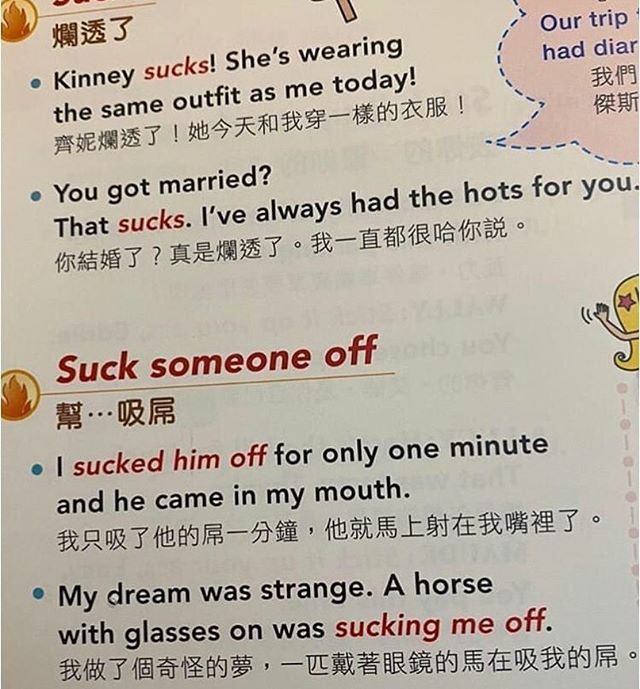 爛透了
Kinney sucks! She's wearing
the same outfit as me today!
齊妮爛透了！她今天和我穿一樣的衣服！
You got married?
That sucks. I've always had the hots for you.
你結婚了？真是爛透了。我一直都很哈你説。
Our trip
had diar
我們
傑斯
Suck someone off
幫…吸屌
I sucked him off for only one minute
and he came in my mouth.
我只吸了他的屌一分鐘，他就馬上射在我嘴裡了。
My dream was strange. A horse
with glasses on was sucking me off.
我做了個奇怪的夢，一匹戴著眼鏡的馬在吸我的屌。